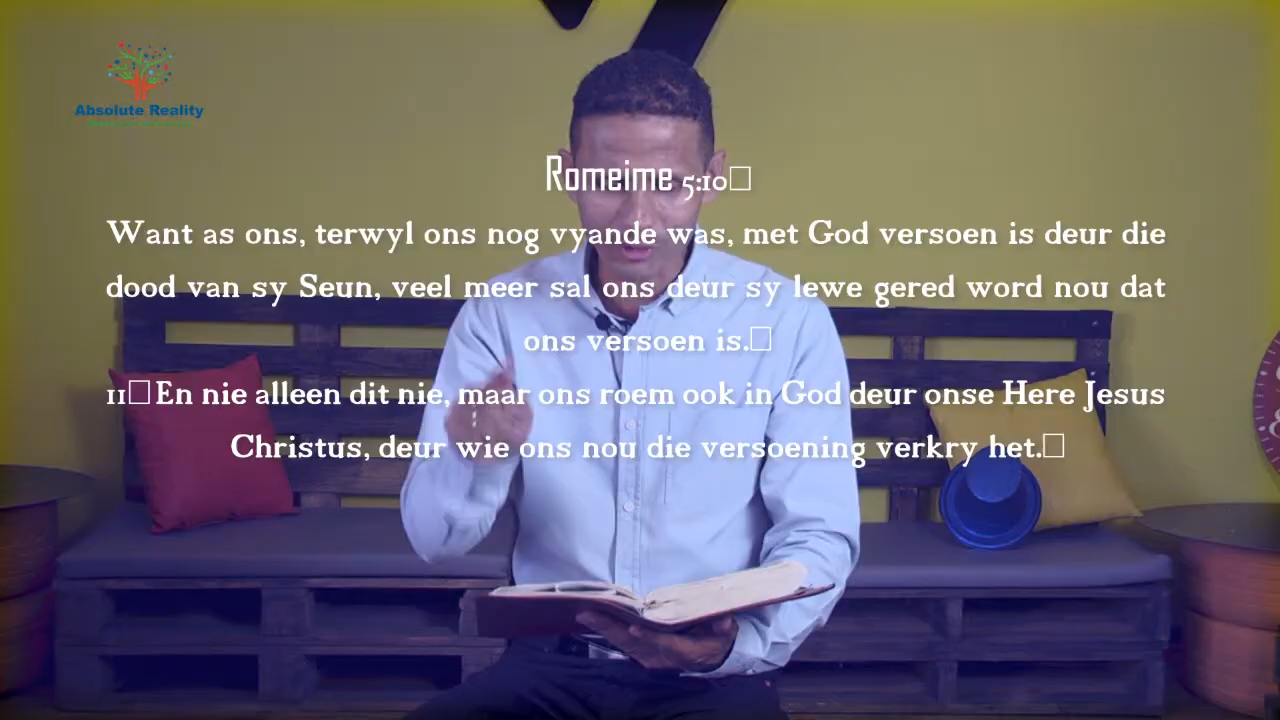 Absolute Reality
Romeime 5:10□
Want as ons, terwyl ons nog vyande was, met God versoen is deur die
dood van sy Seun, veel meer sal ons deur sy lewe gered word nou dat
ons versoen is.□
11□En nie alleen dit nie, maar ons roem ook in God deur onse Here Jesus
Christus, deur wie ons nou die versoening verkry het.□